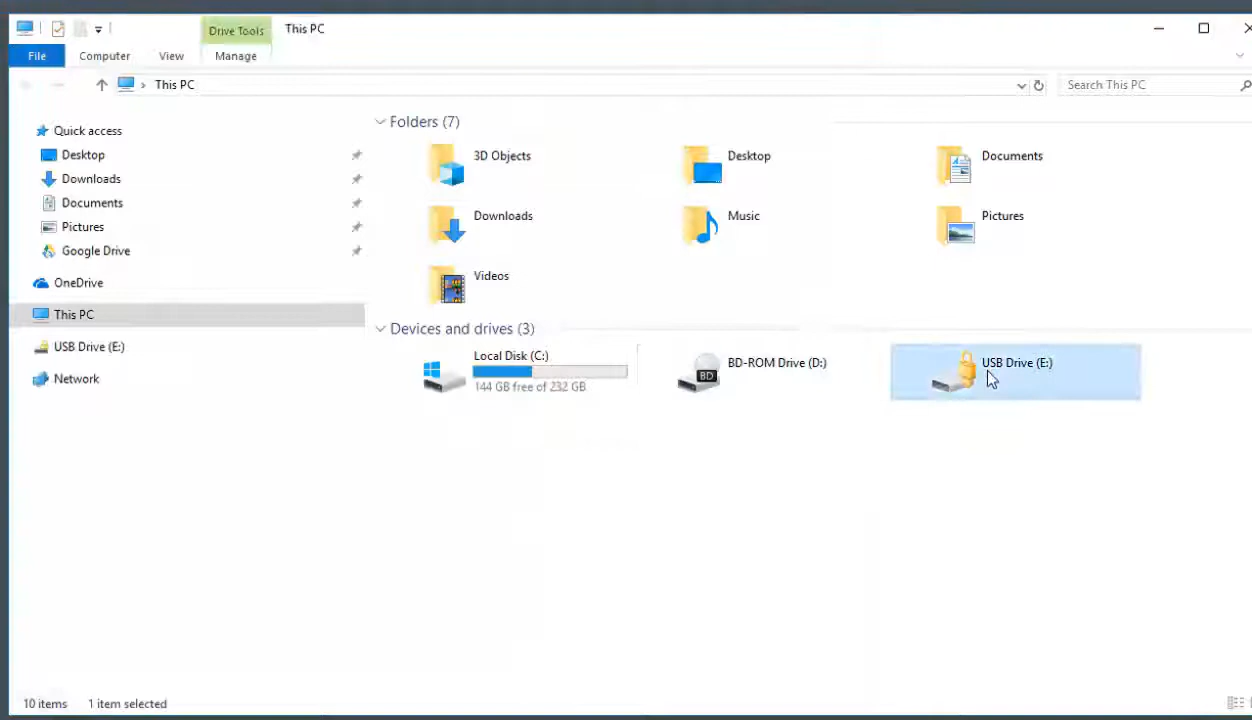 Drive Tools
This PC
File
Computer
View
Manage
This PC
Search This PC
Quick access
Desktop
Downloads
Documents
Pictures
Google Drive
OneDrive
This PC
USB Drive (E:)
Network
Folders (7)
3D Objects
Desktop
Documents
Downloads
Music
Pictures
Videos
Devices and drives (3)
Local Disk (C:)
144 GB free of 232 GB
BD-ROM Drive (D:)
BD
USB Drive (E:)
10 items
1 item selected